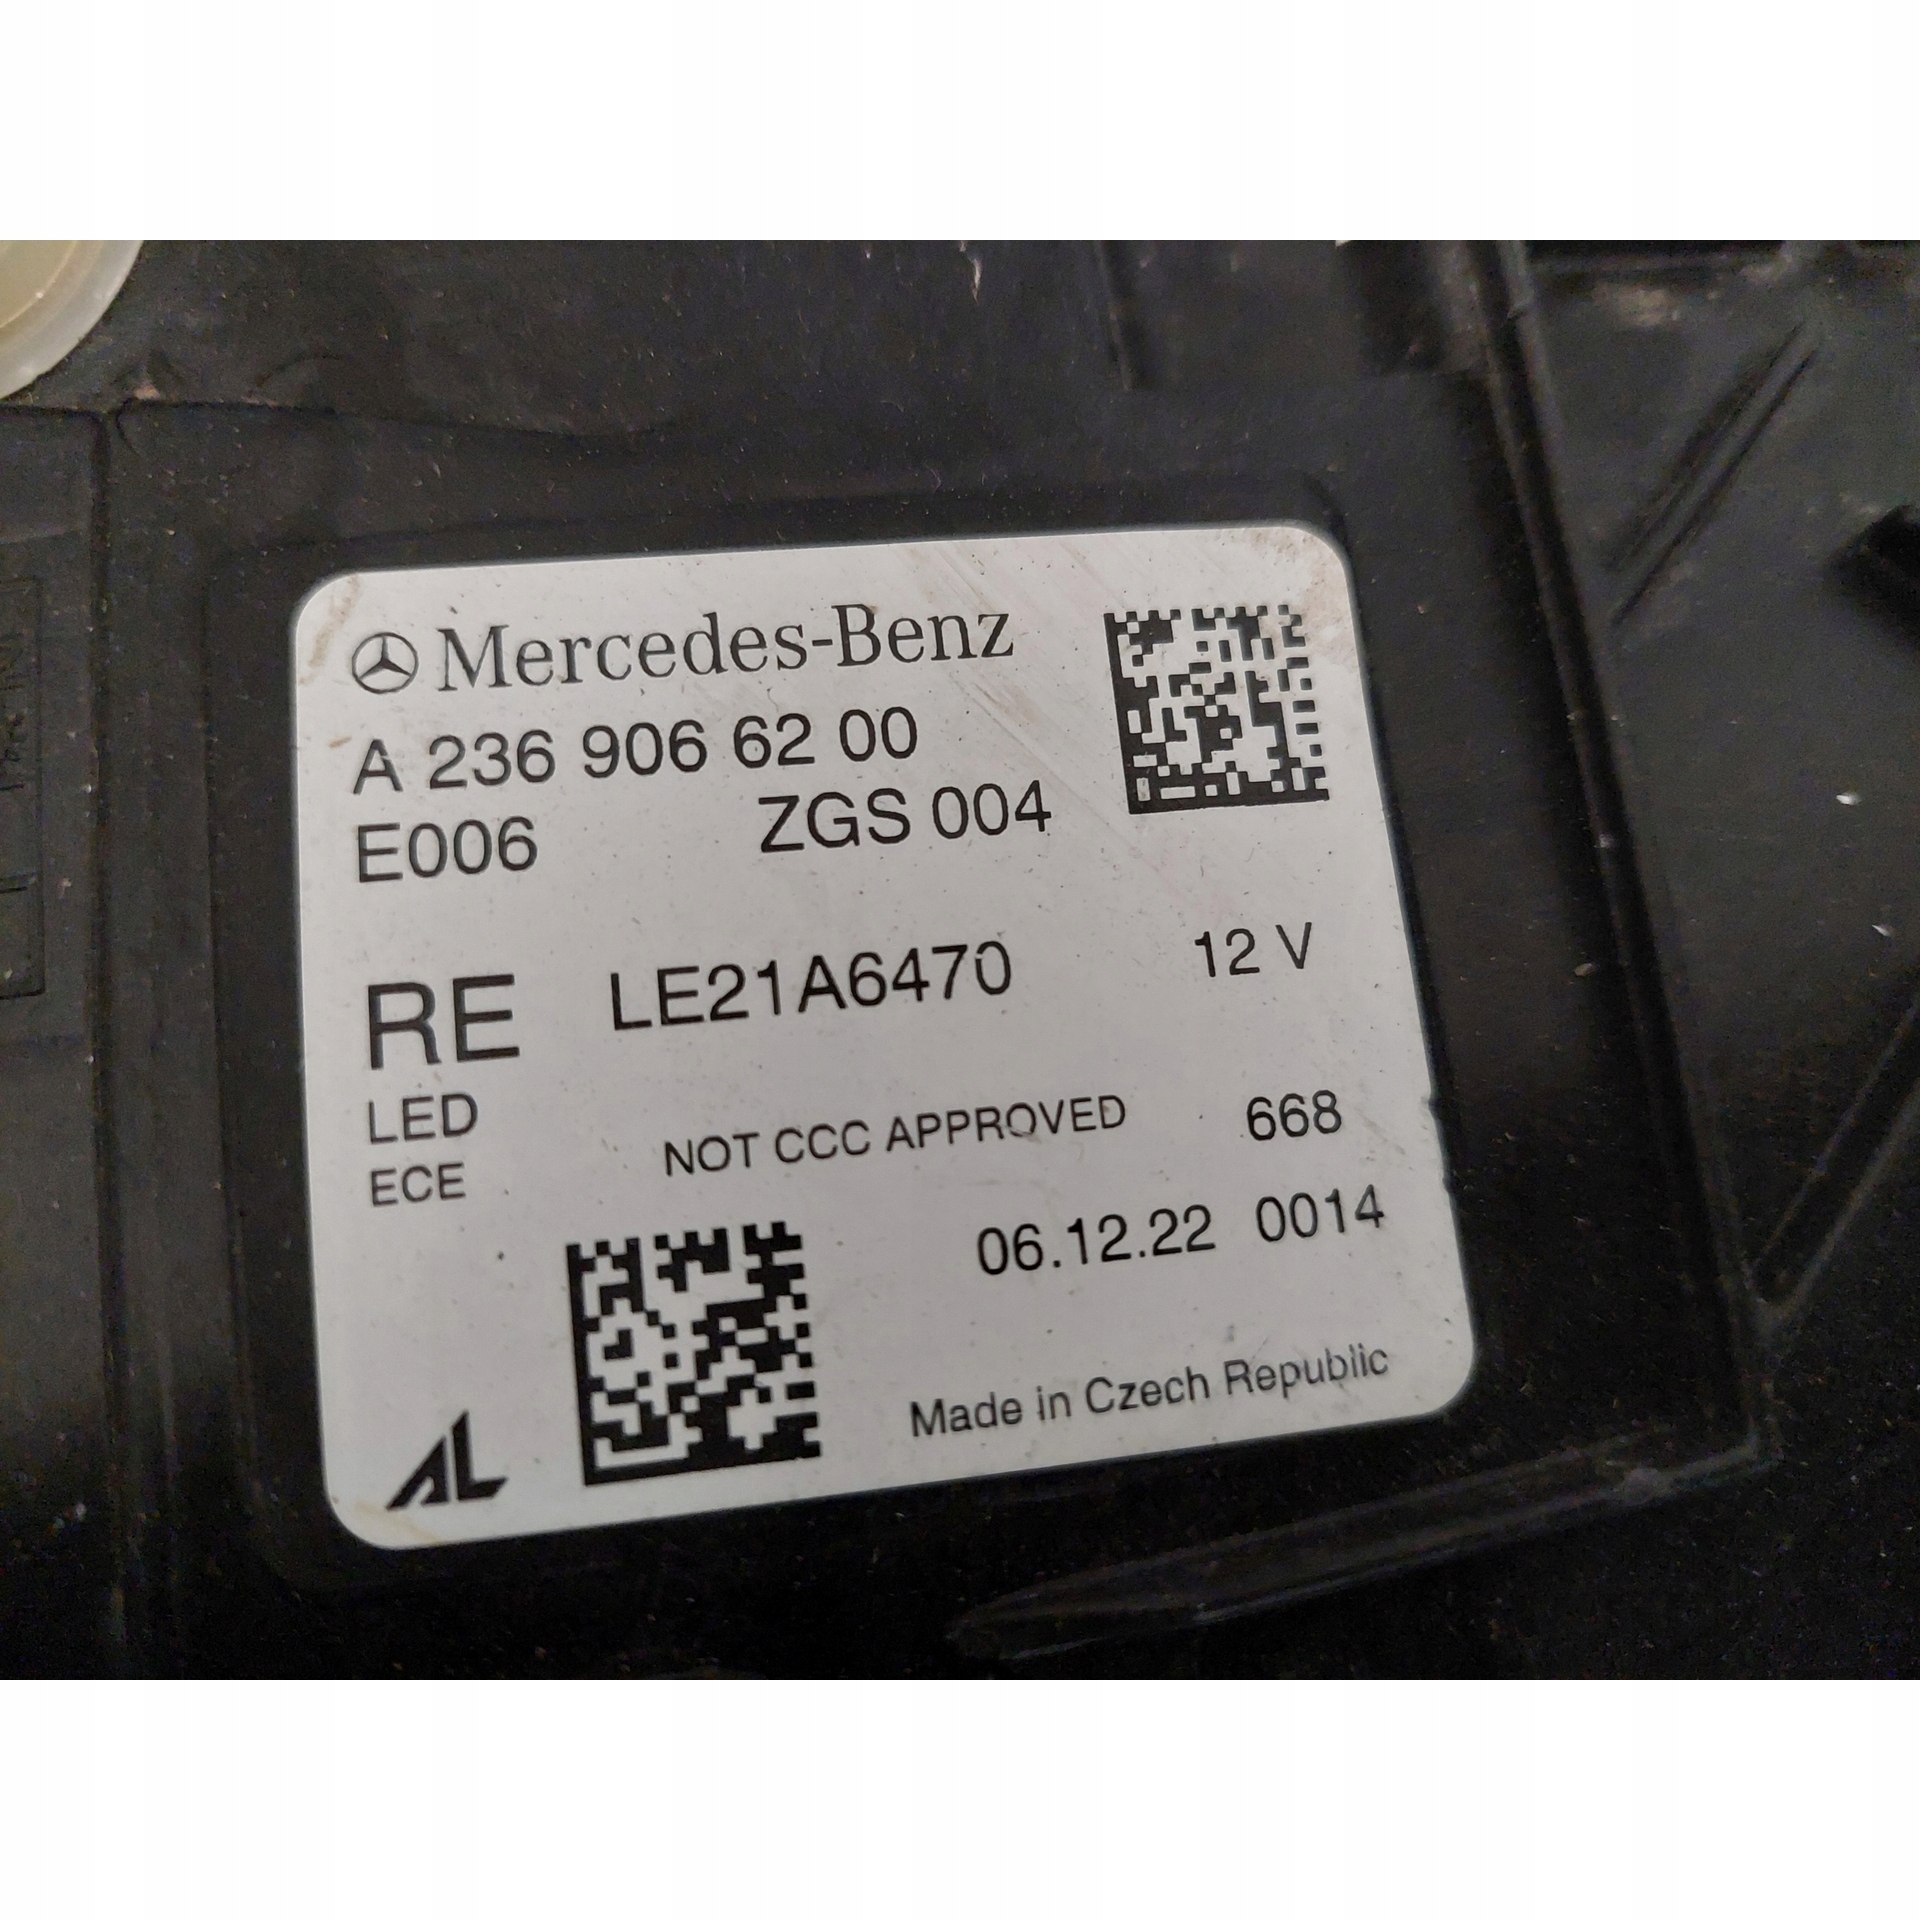 Mercedes-Benz
A 236 906 62 00
E006 ZGS 004
RE LE21A6470 12 V
LED
ECE NOT CCC APPROVED 668
06.12.22 0014
Made in Czech Republic
AL